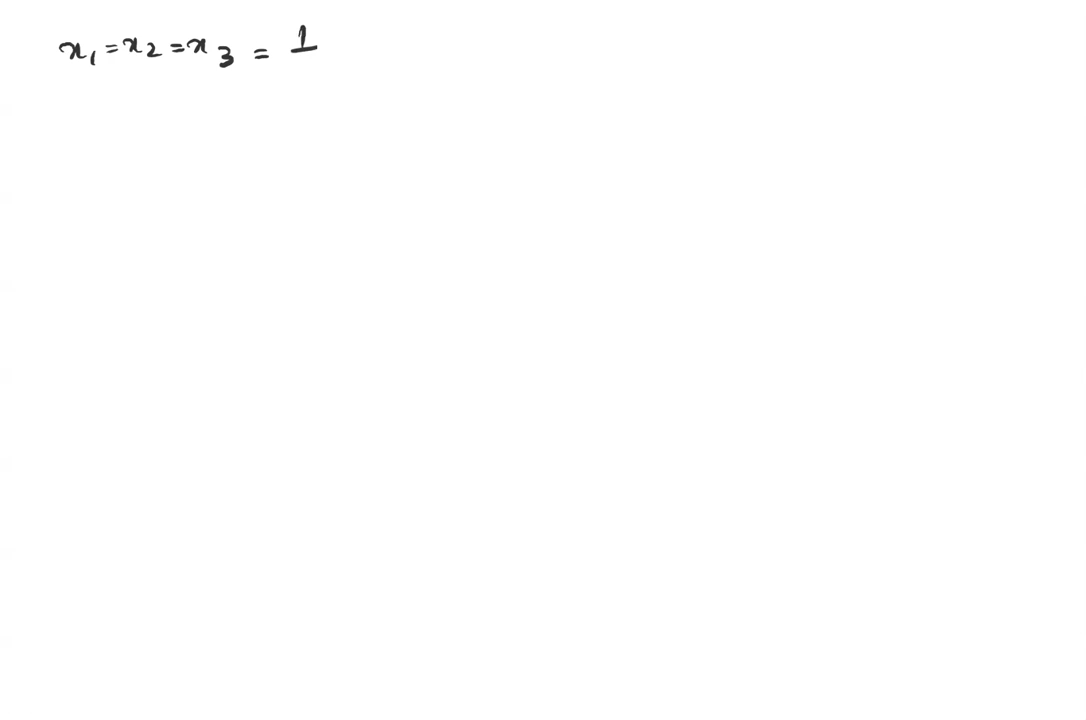 x₁ = x₂ = x₃ = 1